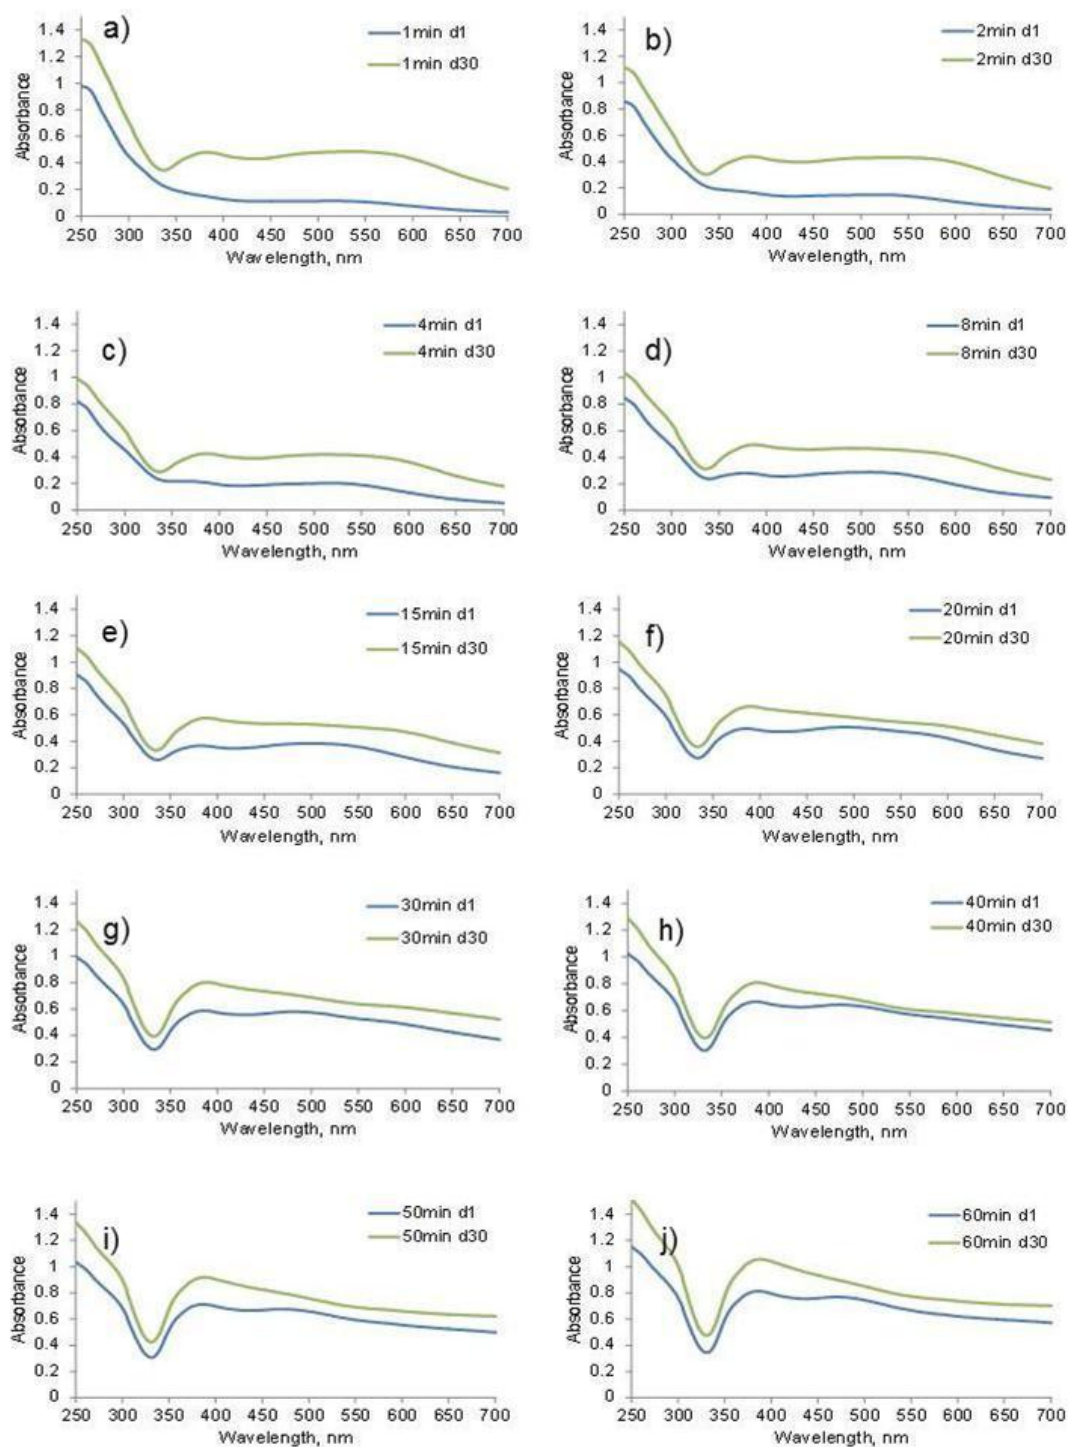 a)
1min d1
1min d30
1.4
1.2
1
0.8
0.6
0.4
0.2
0
Absorbance
250 300 350 400 450 500 550 600 650 700
Wavelength, nm
b)
2min d1
2min d30
1.4
1.2
1
0.8
0.6
0.4
0.2
0
Absorbance
250 300 350 400 450 500 550 600 650 700
Wavelength, nm
c)
4min d1
4min d30
1.4
1.2
1
0.8
0.6
0.4
0.2
0
Absorbance
250 300 350 400 450 500 550 600 650 700
Wavelength, nm
d)
8min d1
8min d30
1.4
1.2
1
0.8
0.6
0.4
0.2
0
Absorbance
250 300 350 400 450 500 550 600 650 700
Wavelength, nm
e)
15min d1
15min d30
1.4
1.2
1
0.8
0.6
0.4
0.2
0
Absorbance
250 300 350 400 450 500 550 600 650 700
Wavelength, nm
f)
20min d1
20min d30
1.4
1.2
1
0.8
0.6
0.4
0.2
0
Absorbance
250 300 350 400 450 500 550 600 650 700
Wavelength, nm
g)
30min d1
30min d30
1.4
1.2
1
0.8
0.6
0.4
0.2
0
Absorbance
250 300 350 400 450 500 550 600 650 700
Wavelength, nm
h)
40min d1
40min d30
1.4
1.2
1
0.8
0.6
0.4
0.2
0
Absorbance
250 300 350 400 450 500 550 600 650 700
Wavelength, nm
i)
50min d1
50min d30
1.4
1.2
1
0.8
0.6
0.4
0.2
0
Absorbance
250 300 350 400 450 500 550 600 650 700
Wavelength, nm
j)
60min d1
60min d30
1.4
1.2
1
0.8
0.6
0.4
0.2
0
Absorbance
250 300 350 400 450 500 550 600 650 700
Wavelength, nm